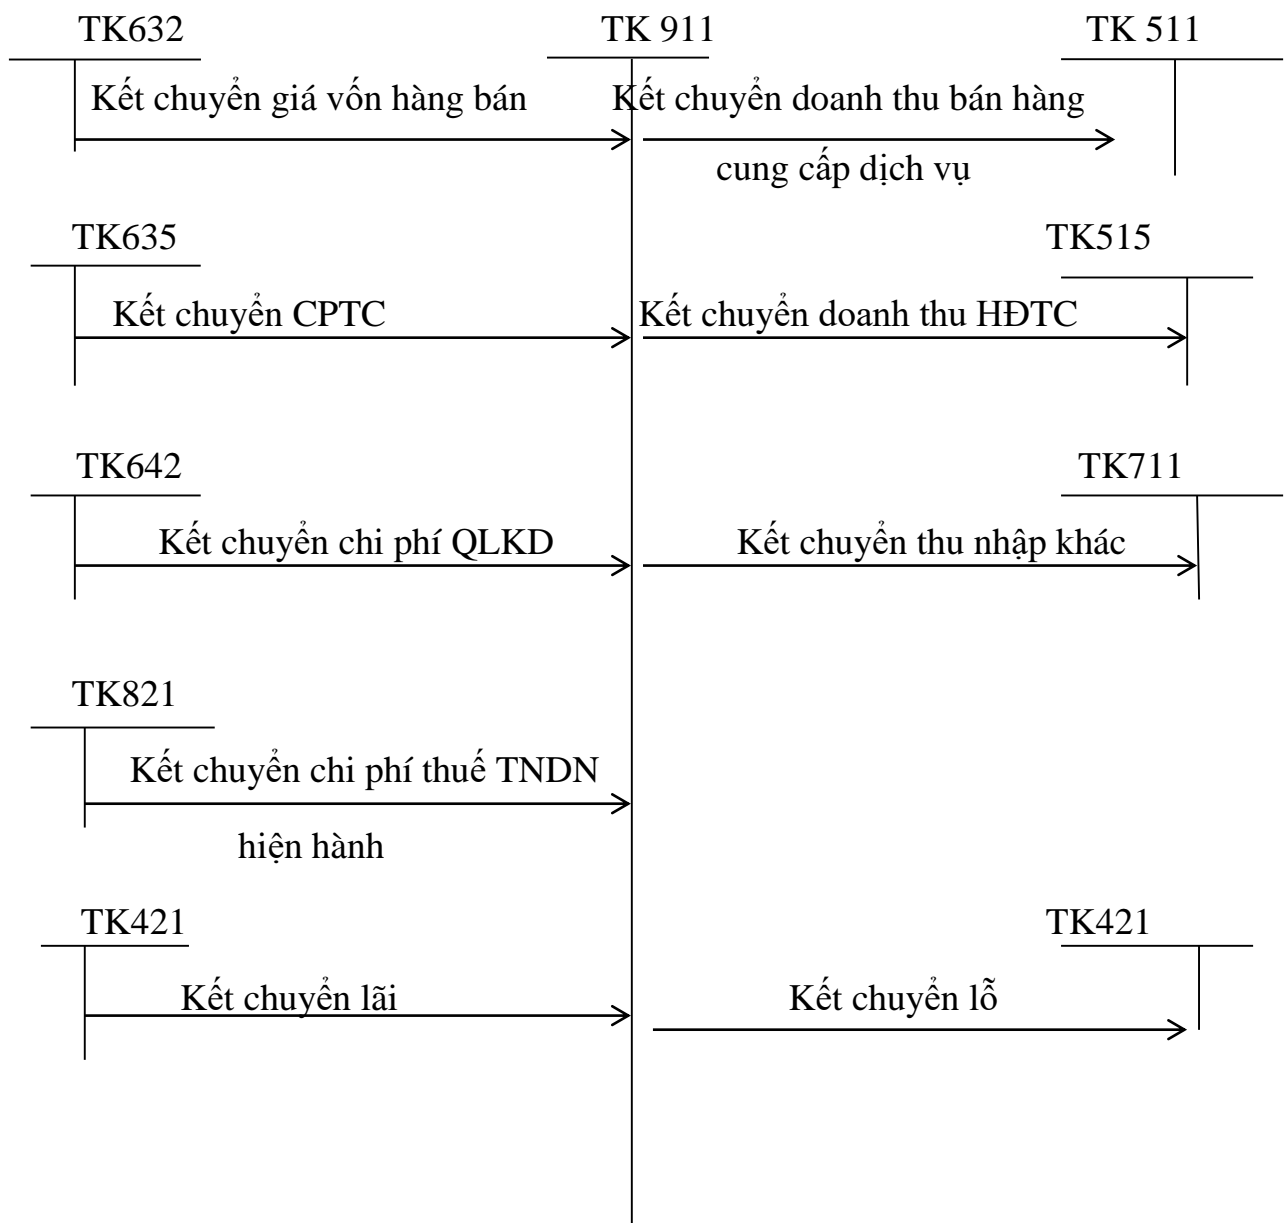 TK632
TK 911
TK 511
Kết chuyển giá vốn hàng bán
Kết chuyển doanh thu bán hàng
cung cấp dịch vụ
TK635
TK515
Kết chuyển CPTC
Kết chuyển doanh thu HĐTC
TK642
TK711
Kết chuyển chi phí QLKD
Kết chuyển thu nhập khác
TK821
Kết chuyển chi phí thuế TNDN
hiện hành
TK421
TK421
Kết chuyển lãi
Kết chuyển lỗ